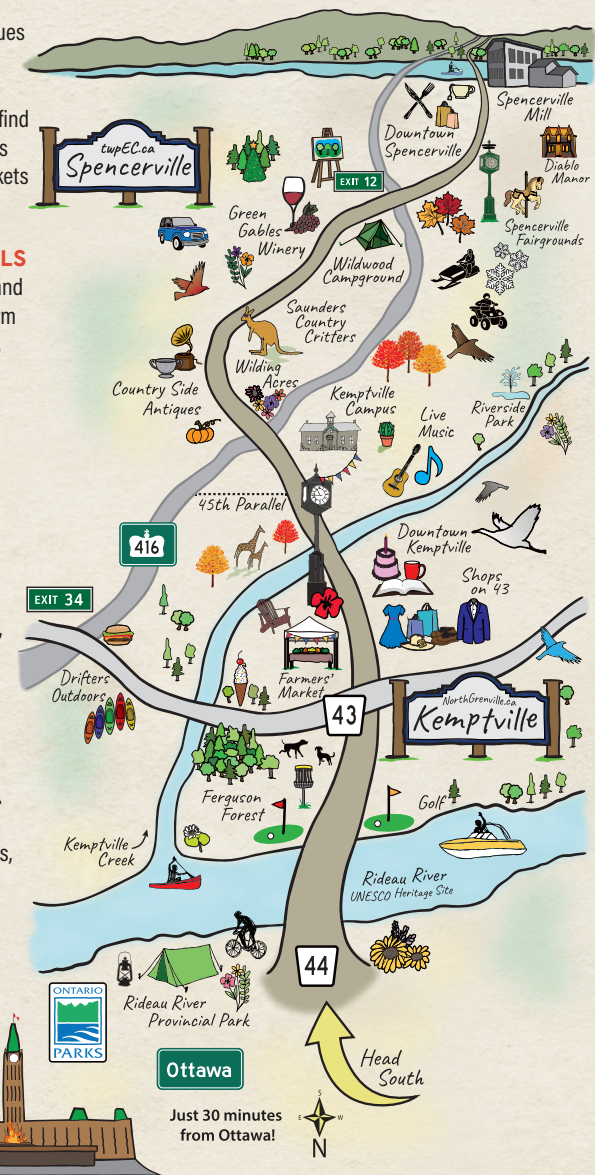 ues
find
s
kets
LS
and
rm
,
.
s,
Spencerville
Mill
Downtown
Spencerville
twpEC.ca
Spencerville
EXIT 12
Diablo
Manor
Green
Gables
Winery
Spencerville
Fairgrounds
Wildwood
Campground
Saunders
Country
Critters
Wilding
Acres
Country Side
Antiques
Kemptville
Campus
Live
Music
Riverside
Park
45th Parallel
416
Downtown
Kemptville
Shops
on 43
EXIT 34
Drifters
Outdoors
Farmers'
Market
43
NorthGrenville.ca
Kemptville
Ferguson
Forest
Golf
Kemptville
Creek
Rideau River
UNESCO Heritage Site
44
Rideau River
Provincial Park
ONTARIO
PARKS
Ottawa
Head
South
Just 30 minutes
from Ottawa!
S
E W
N